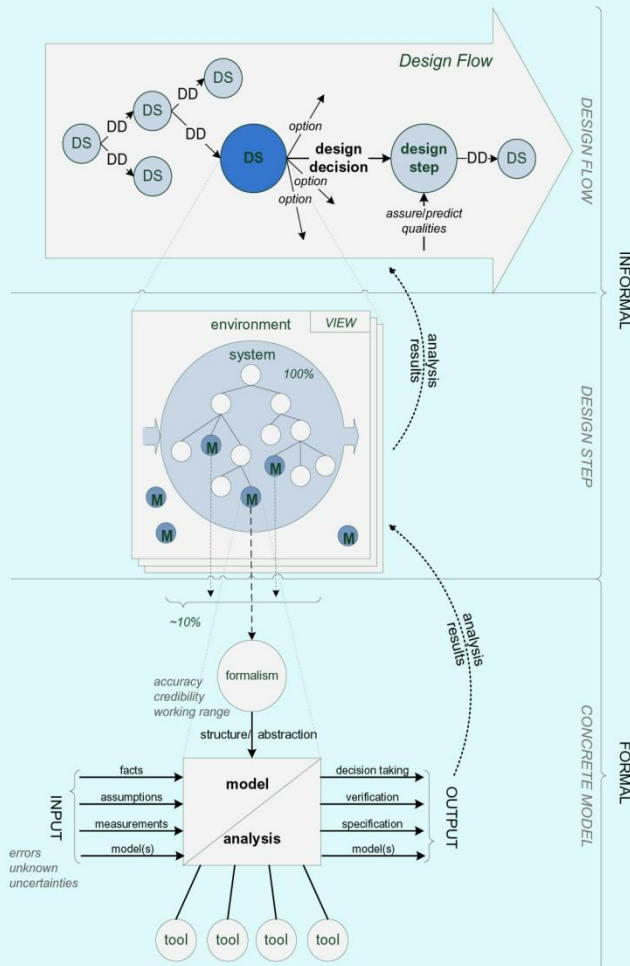 Design Flow
DS
DD
DS
DD
DS
DD
DD
DS
DS
option
option
option
design
decision
design
step
DD
DS
assure/predict
qualities
DESIGN FLOW
INFORMAL
analysis
results
environment
VIEW
system
100%
M
M
M
M
M
M
DESIGN STEP
~10%
analysis
results
formalism
accuracy
credibility
working range
structure/ abstraction
CONCRETE MODEL
FORMAL
INPUT
facts
assumptions
measurements
model(s)
errors
unknown
uncertainties
model
analysis
decision taking
verification
specification
model(s)
OUTPUT
tool
tool
tool
tool